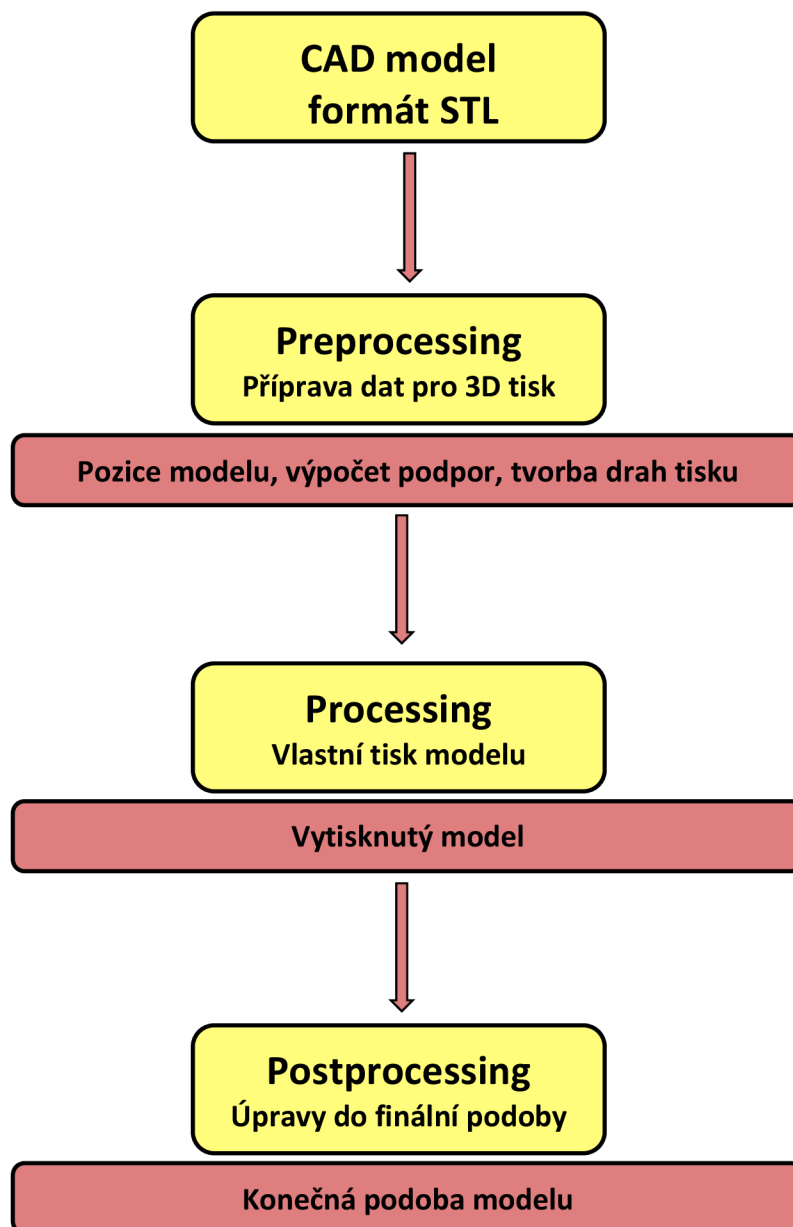 CAD model
formát STL
Preprocessing
Příprava dat pro 3D tisk
Pozice modelu, výpočet podpor, tvorba drah tisku
Processing
Vlastní tisk modelu
Vytisknutý model
Postprocessing
Úpravy do finální podoby
Konečná podoba modelu